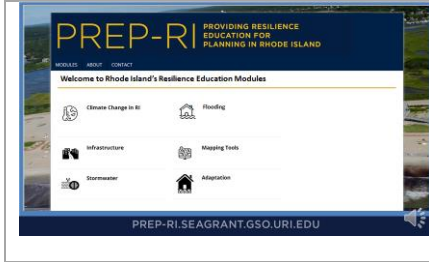 PREP-RI
PROVIDING RESILIENCE
EDUCATION FOR
PLANNING IN RHODE ISLAND
MODULES ABOUT CONTACT
Welcome to Rhode Island's Resilience Education Modules
Climate Change in RI
Flooding
Infrastructure
Mapping Tools
Stormwater
Adaptation
PREP-RI.SEAGRANT.GSO.URI.EDU